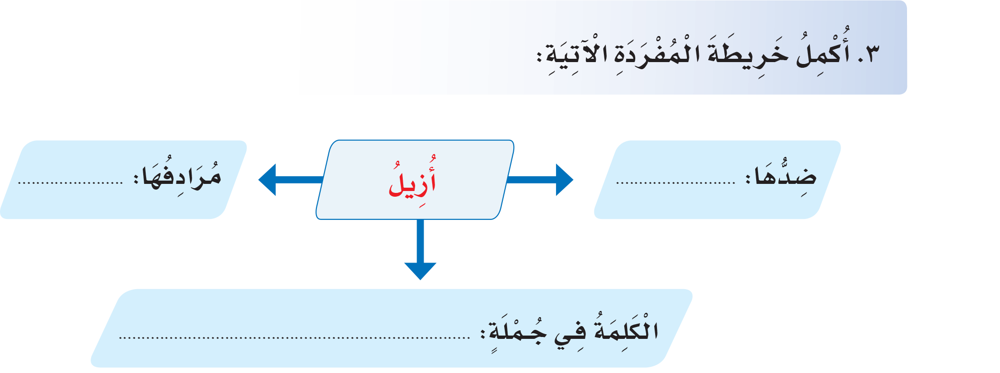 ٣. أُكْمِلُ خَرِيطَةَ الْمُفْرَدَةِ الْآتِيَةِ:
ضِدُّهَا: ..........................
أُزِيلُ
مُرَادِفُهَا: .......................
الْكَلِمَةُ فِي جُمْلَةٍ: ............................................................................